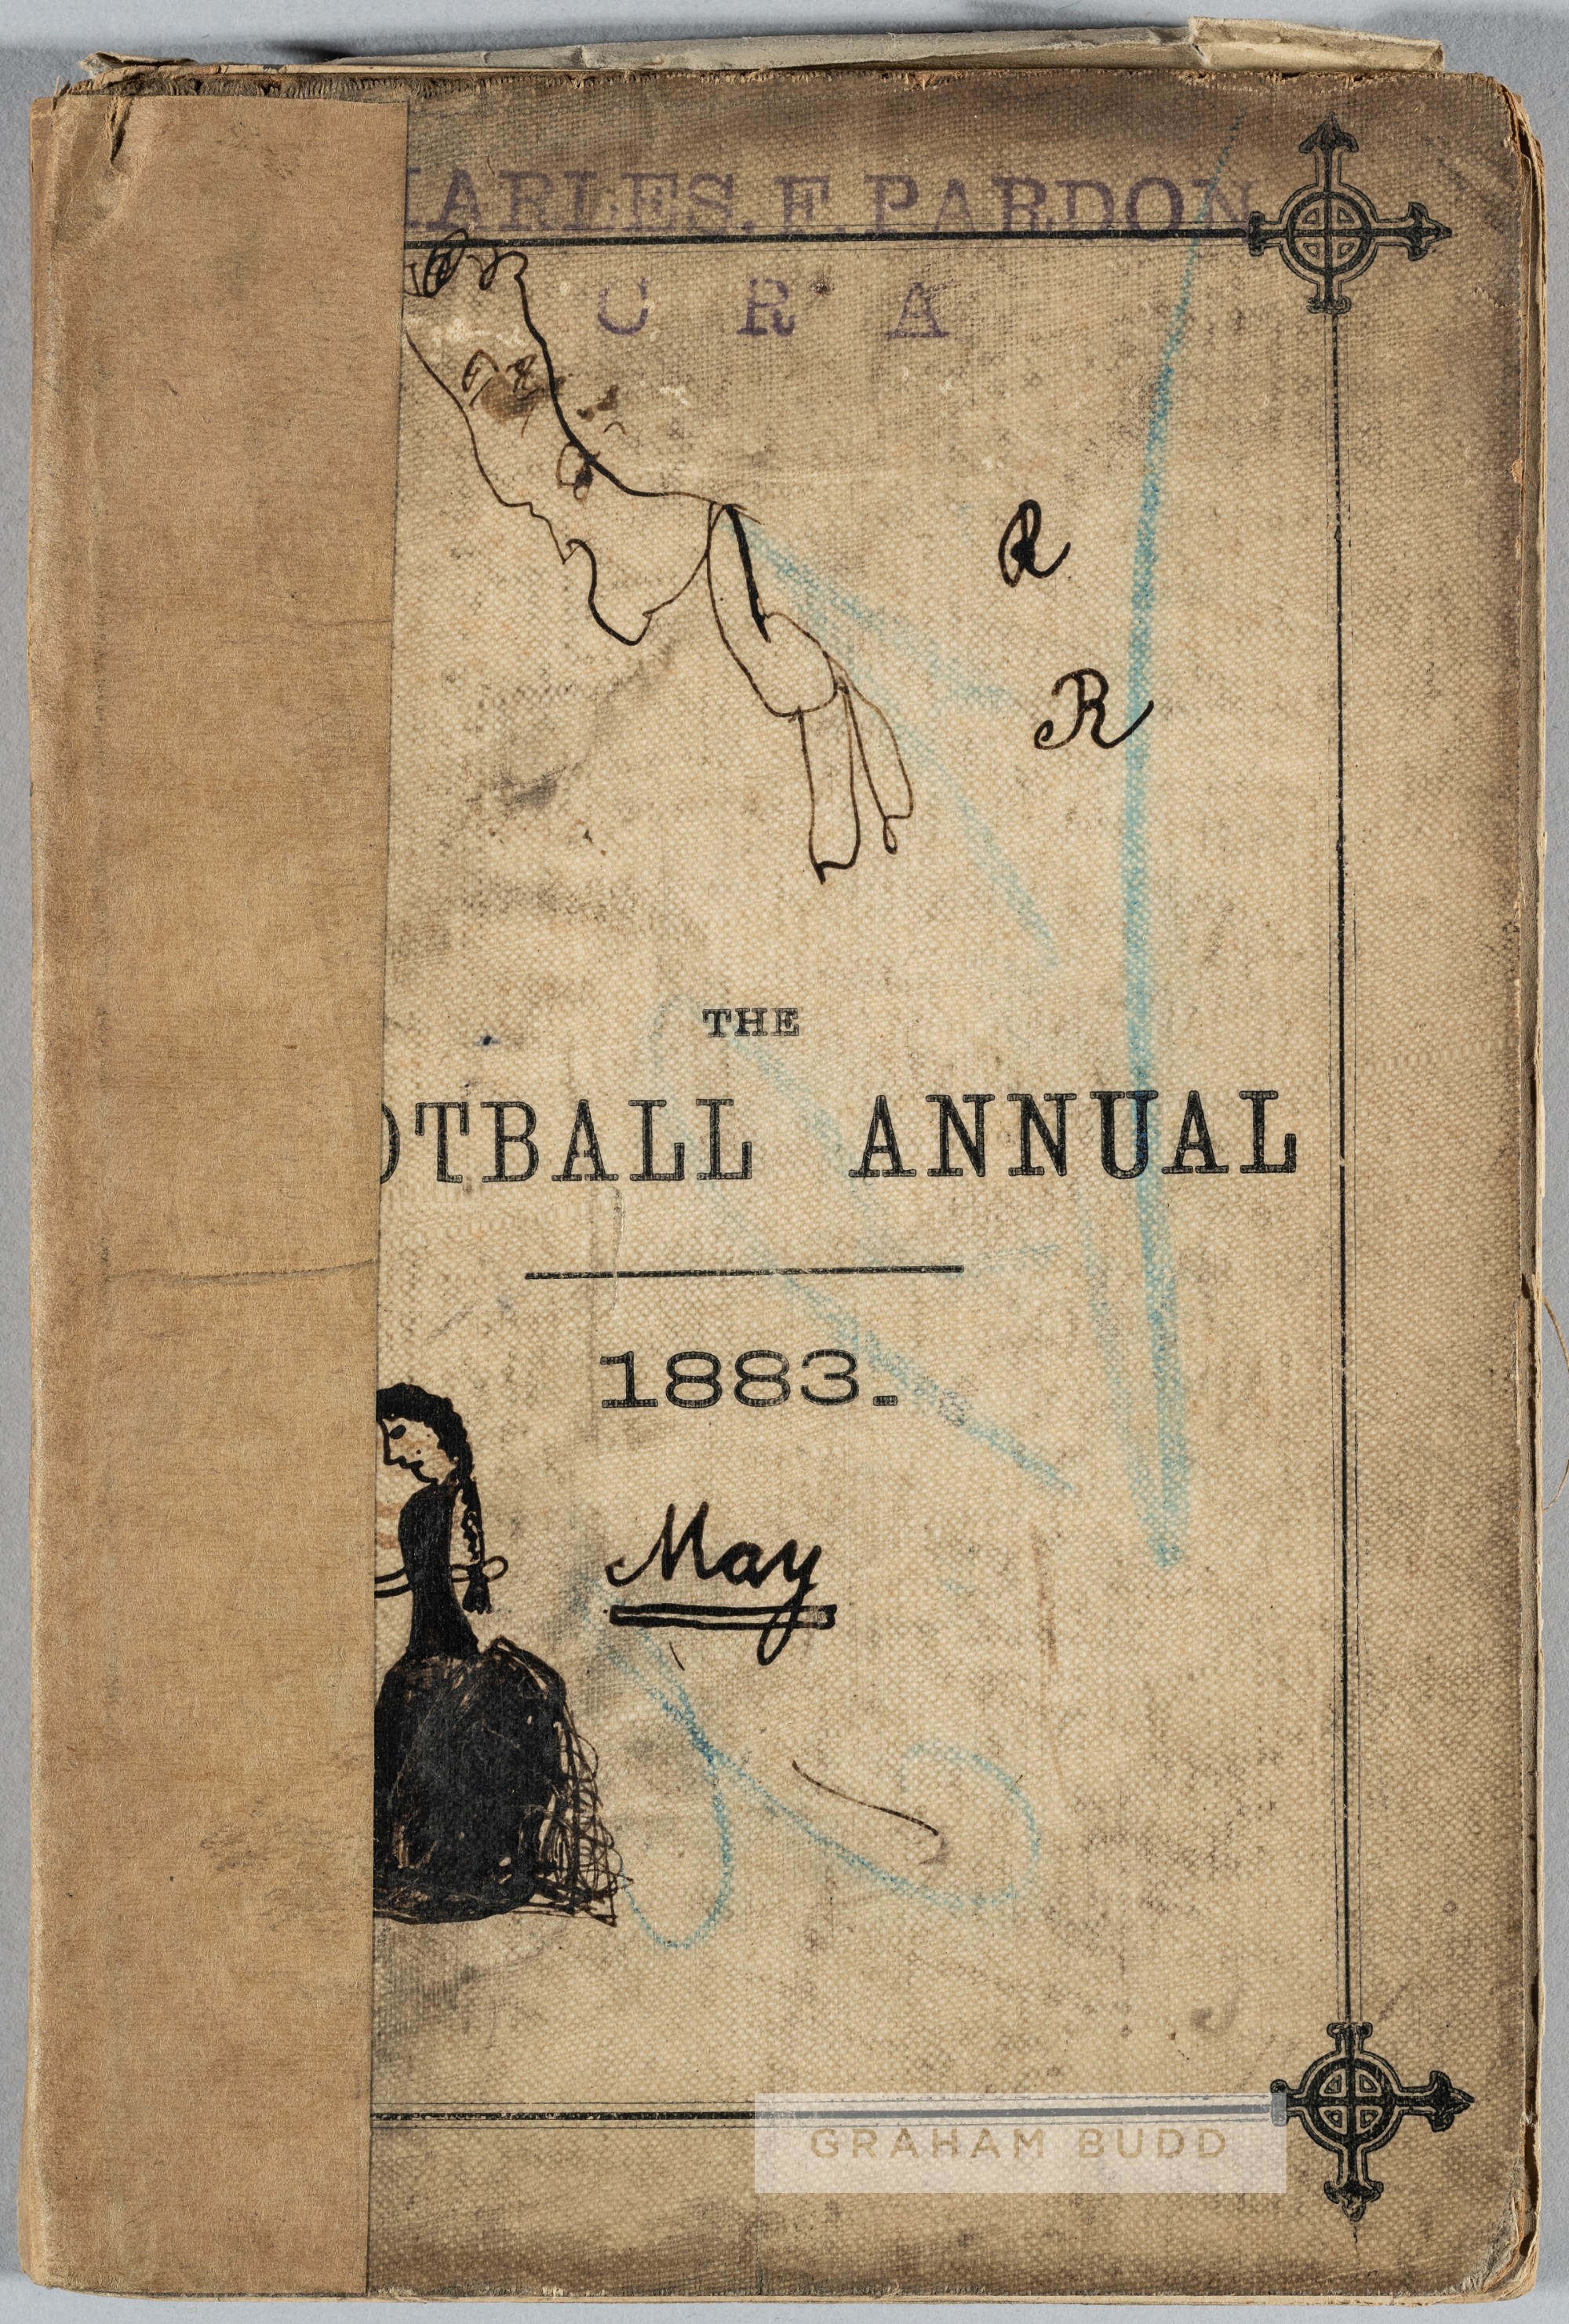 HARLES. F. PARDON
C R A
R
R
THE
OTBALL ANNUAL
1883.
May
GRAHAM BUDD